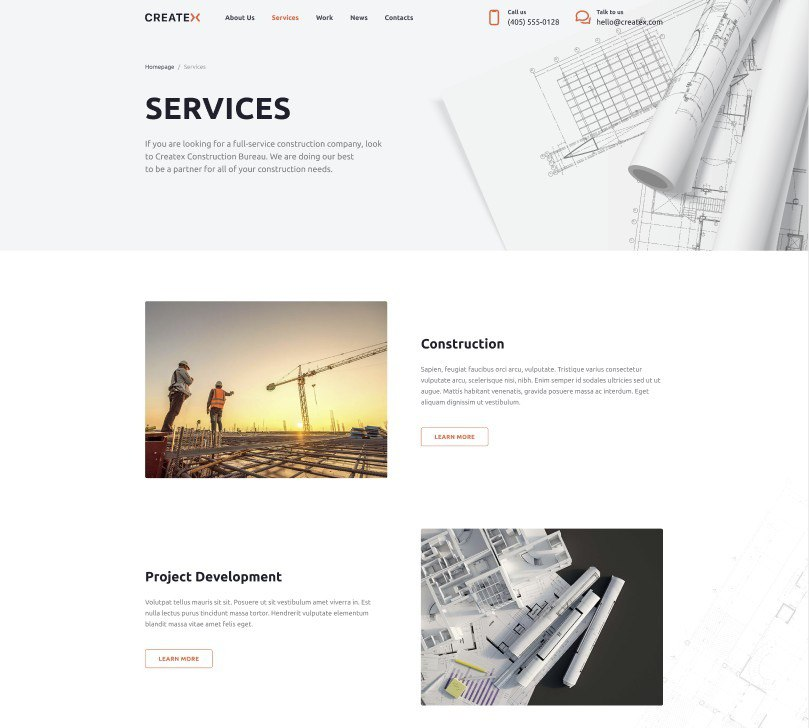 CREATEX
About Us
Services
Work
News
Contacts
Call us
(405) 555-0128
Talk to us
hello@createx.com
Homepage / Services
SERVICES
If you are looking for a full-service construction company, look
to Createx Construction Bureau. We are doing our best
to be a partner for all of your construction needs.
Construction
Sapien, feugiat faucibus orci arcu, vulputate. Tristique varius consectetur
vulputate arcu, scelerisque nisi, nibh. Enim semper id sodales ultricies sed ut ut
augue. Mattis habitant venenatis, gravida posuere massa ac interdum. Eget
aliquam dignissim ut vestibulum.
LEARN MORE
Project Development
Volutpat tellus mauris sit sit. Posuere ut sit vestibulum amet viverra in. Est
nulla lectus purus tincidunt massa tortor. Hendrerit vulputate elementum
blandit massa vitae amet felis eget.
LEARN MORE